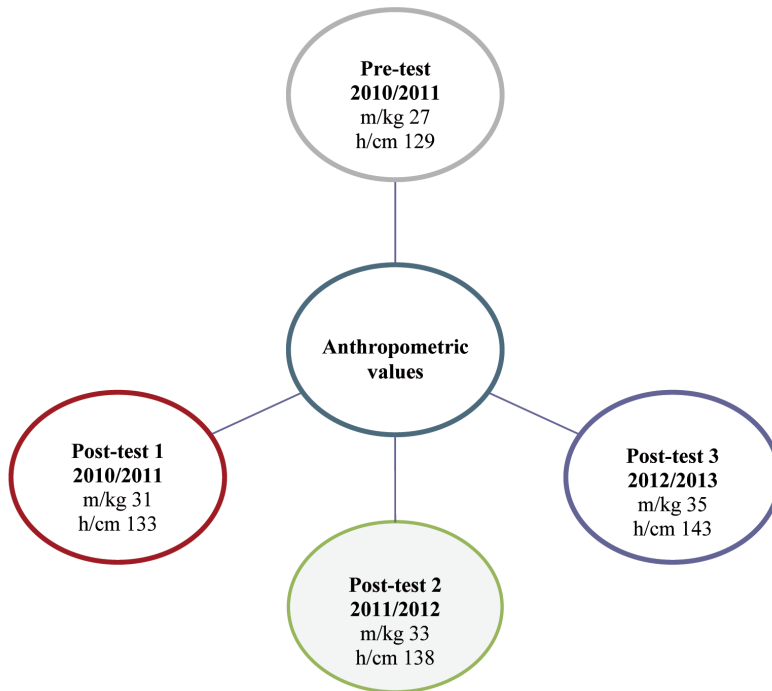 Pre-test
2010/2011
m/kg 27
h/cm 129
Anthropometric
values
Post-test 1
2010/2011
m/kg 31
h/cm 133
Post-test 3
2012/2013
m/kg 35
h/cm 143
Post-test 2
2011/2012
m/kg 33
h/cm 138